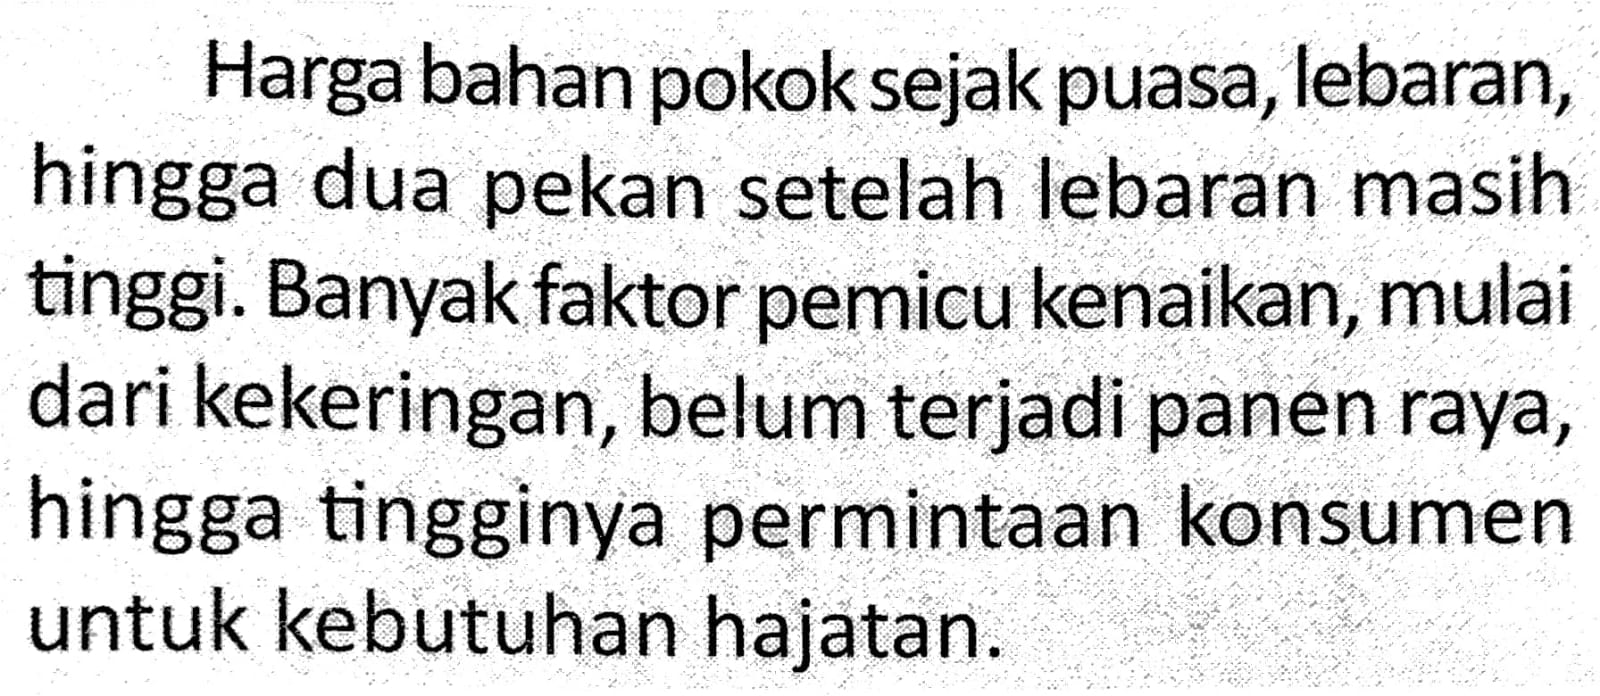 Harga bahan pokok sejak puasa, lebaran,
hingga dua pekan setelah lebaran masih
tinggi. Banyak faktor pemicu kenaikan, mulai
dari kekeringan, belum terjadi panen raya,
hingga tingginya permintaan konsumen
untuk kebutuhan hajatan.